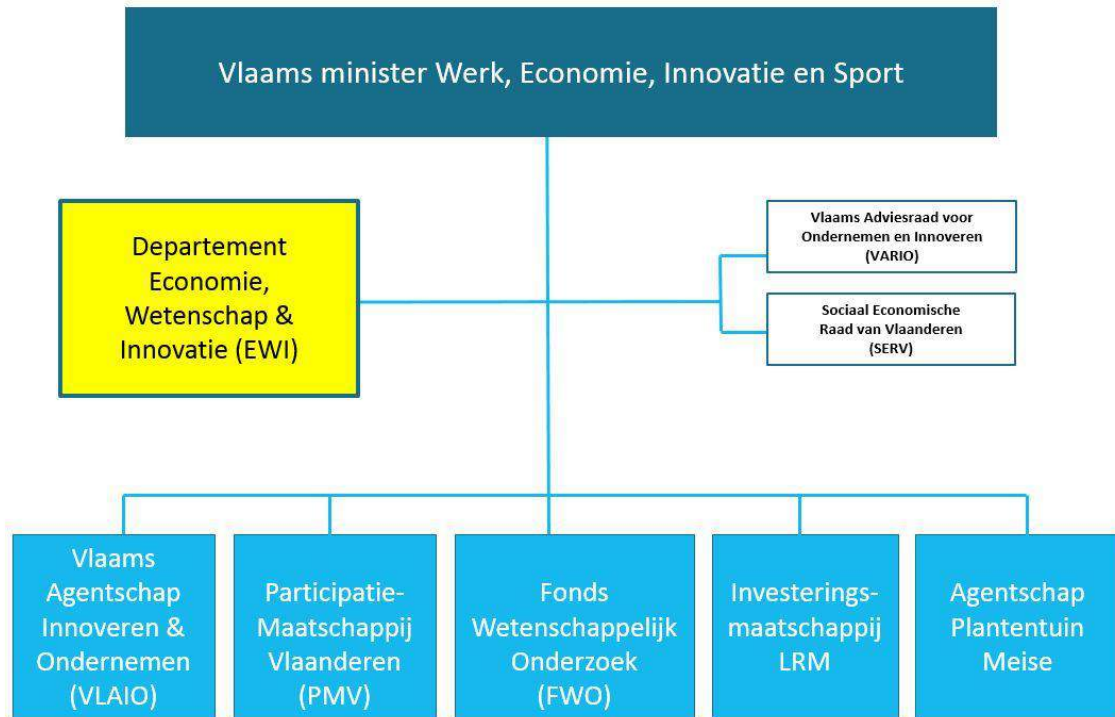 Vlaams minister Werk, Economie, Innovatie en Sport
Departement
Economie,
Wetenschap &
Innovatie (EWI)
Vlaams Adviesraad voor
Ondernemen en Innoveren
(VARIO)
Sociaal Economische
Raad van Vlaanderen
(SERV)
Vlaams
Agentschap
Innoveren &
Ondernemen
(VLAIO)
Participatie-
Maatschappij
Vlaanderen
(PMV)
Fonds
Wetenschappelijk
Onderzoek
(FWO)
Investerings-
maatschappij
LRM
Agentschap
Plantentuin
Meise